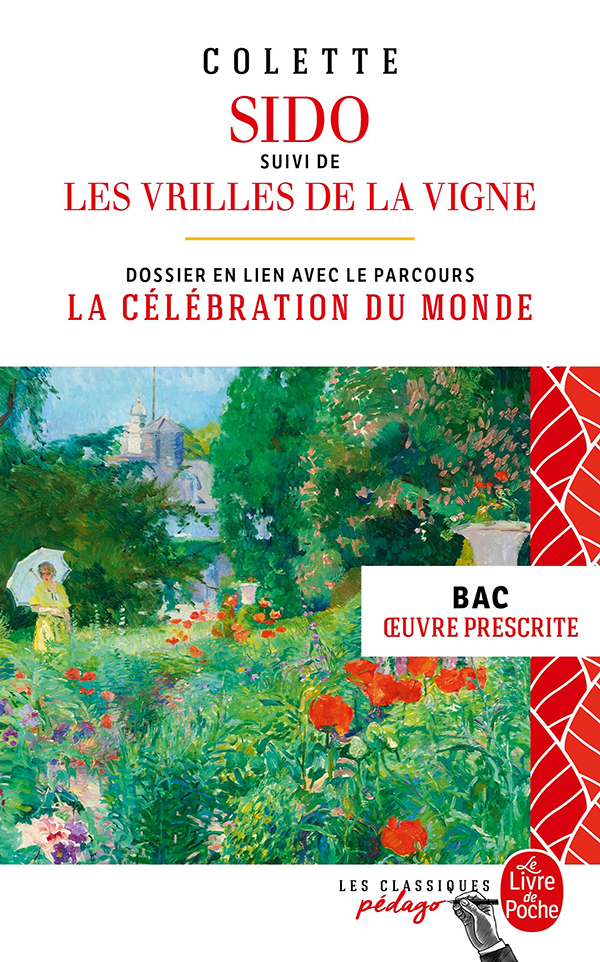 COLETTE
SIDO
SUIVI DE
LES VRILLES DE LA VIGNE
DOSSIER EN LIEN AVEC LE PARCOURS
LA CÉLÉBRATION DU MONDE
BAC
ŒUVRE PRESCRITE
LES CLASSIQUES
pédago
Le
Livre
de
Poche